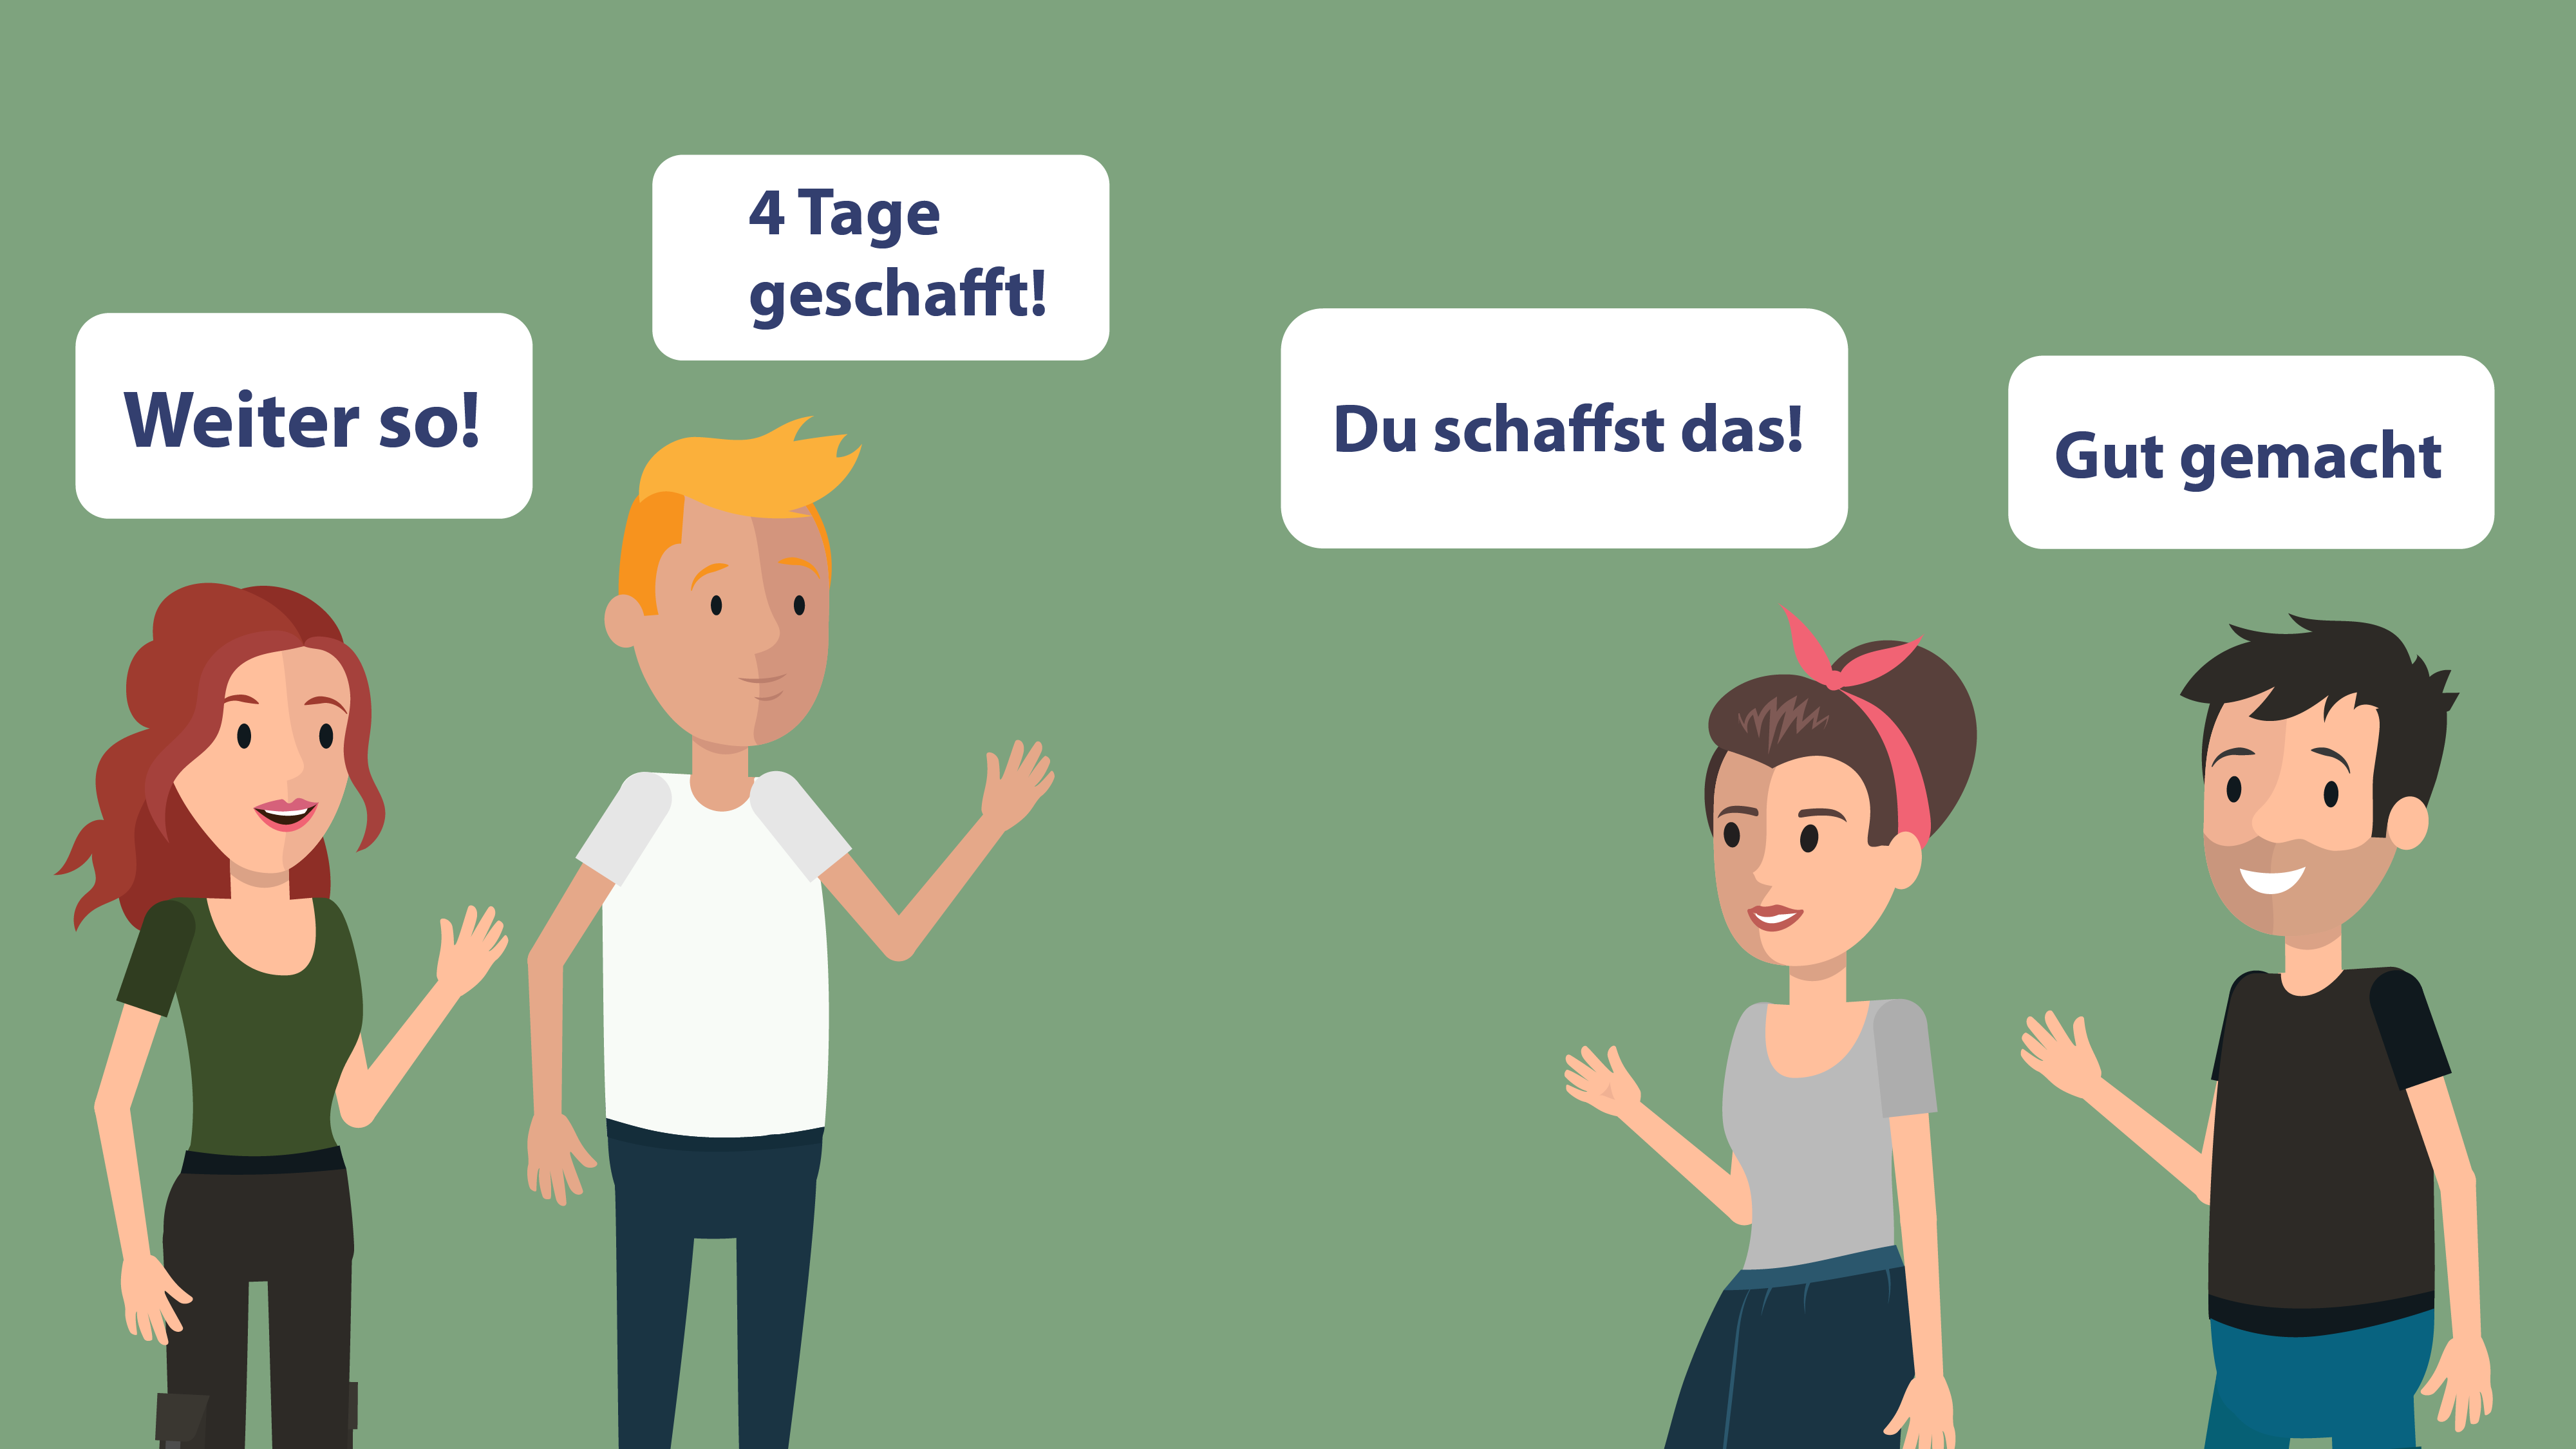 Weiter so!
4 Tage
geschafft!
Du schaffst das!
Gut gemacht